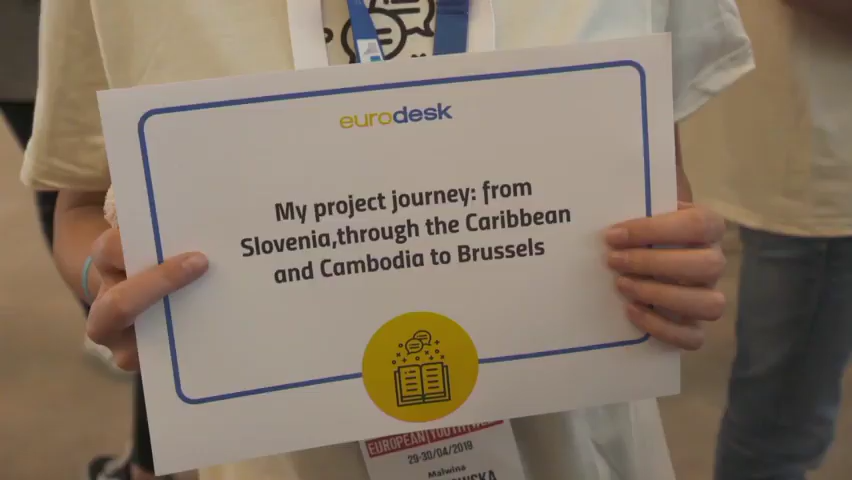 eurodesk
My project journey: from
Slovenia,through the Caribbean
and Cambodia to Brussels
EUROPEAN YOUTH
29-30/04/2019
Malwina